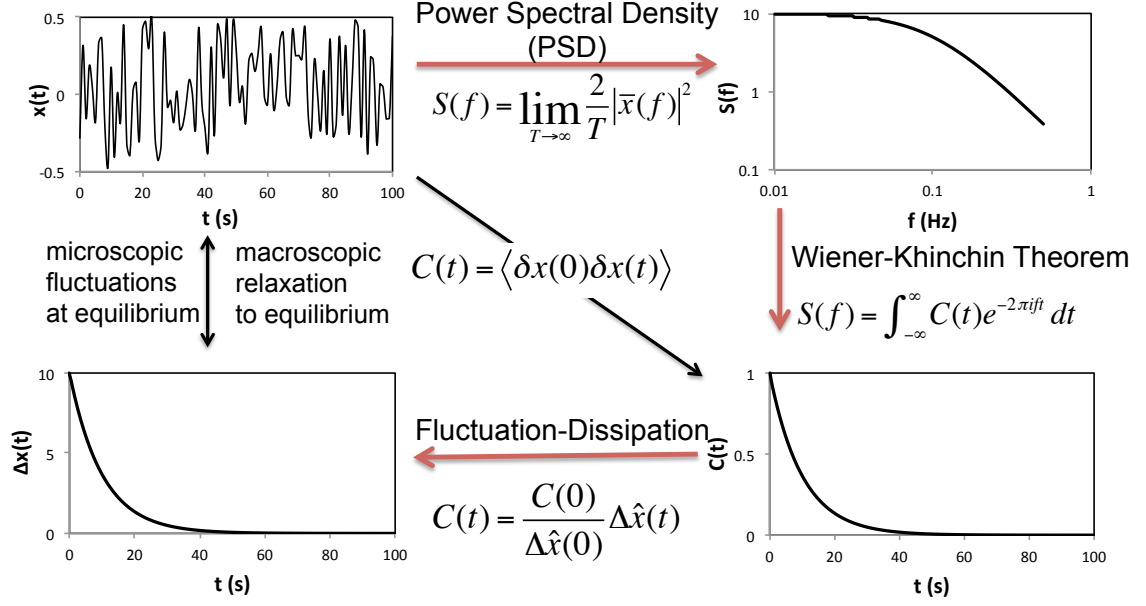 Power Spectral Density
(PSD)
S(f) = lim T→∞ 2/T |x̅(f)|²
0.5
0
-0.5
x(t)
0 20 40 60 80 100
t (s)
10
1
0.1
S(f)
0.01 0.1 1
f (Hz)
microscopic
fluctuations
at equilibrium
macroscopic
relaxation
to equilibrium
C(t) = ⟨δx(0)δx(t)⟩
Wiener-Khinchin Theorem
S(f) = ∫_{-∞}^{∞} C(t)e^{-2πift} dt
10
5
0
Δx(t)
0 20 40 60 80 100
t (s)
Fluctuation-Dissipation
C(t) = C(0)/Δx̂(0) Δx̂(t)
1
0.5
0
C(t)
0 20 40 60 80 100
t (s)